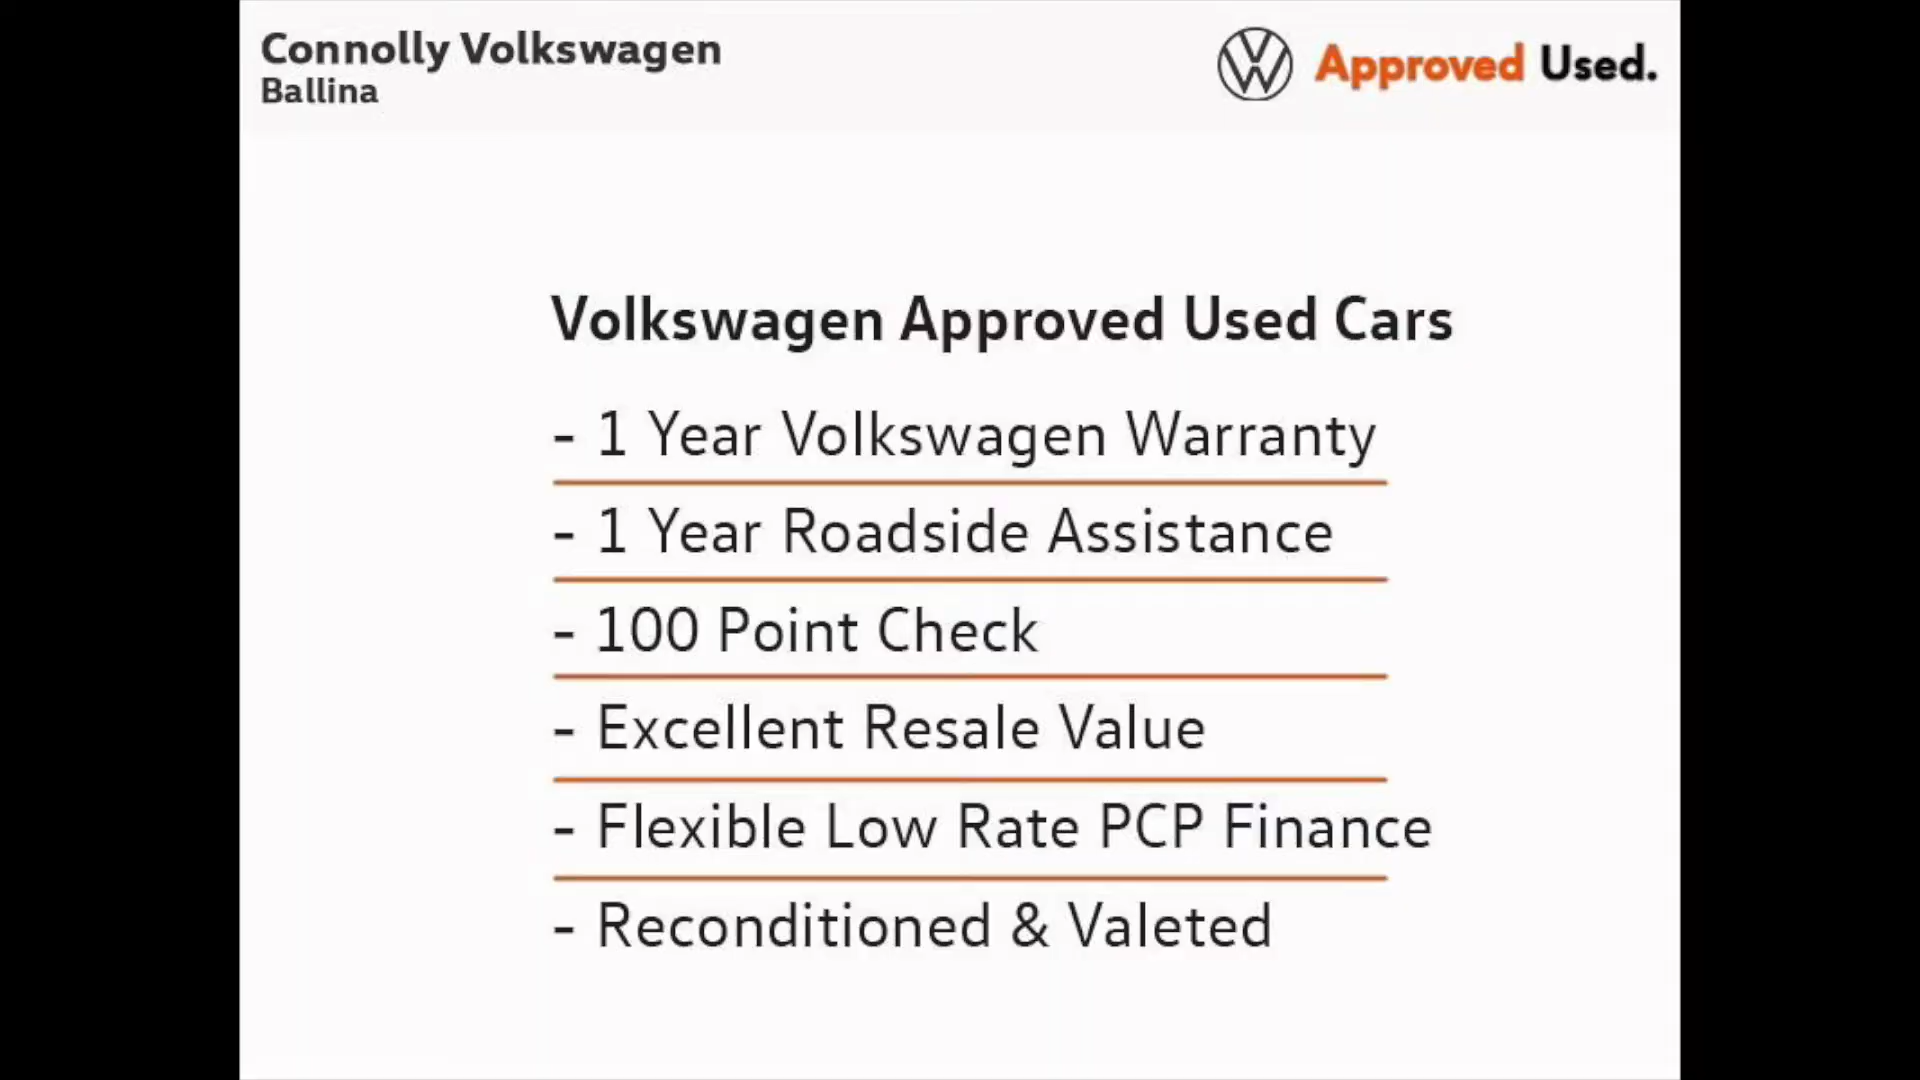 Connolly Volkswagen
Ballina
Approved Used.
Volkswagen Approved Used Cars
- 1 Year Volkswagen Warranty
- 1 Year Roadside Assistance
- 100 Point Check
- Excellent Resale Value
- Flexible Low Rate PCP Finance
- Reconditioned & Valeted